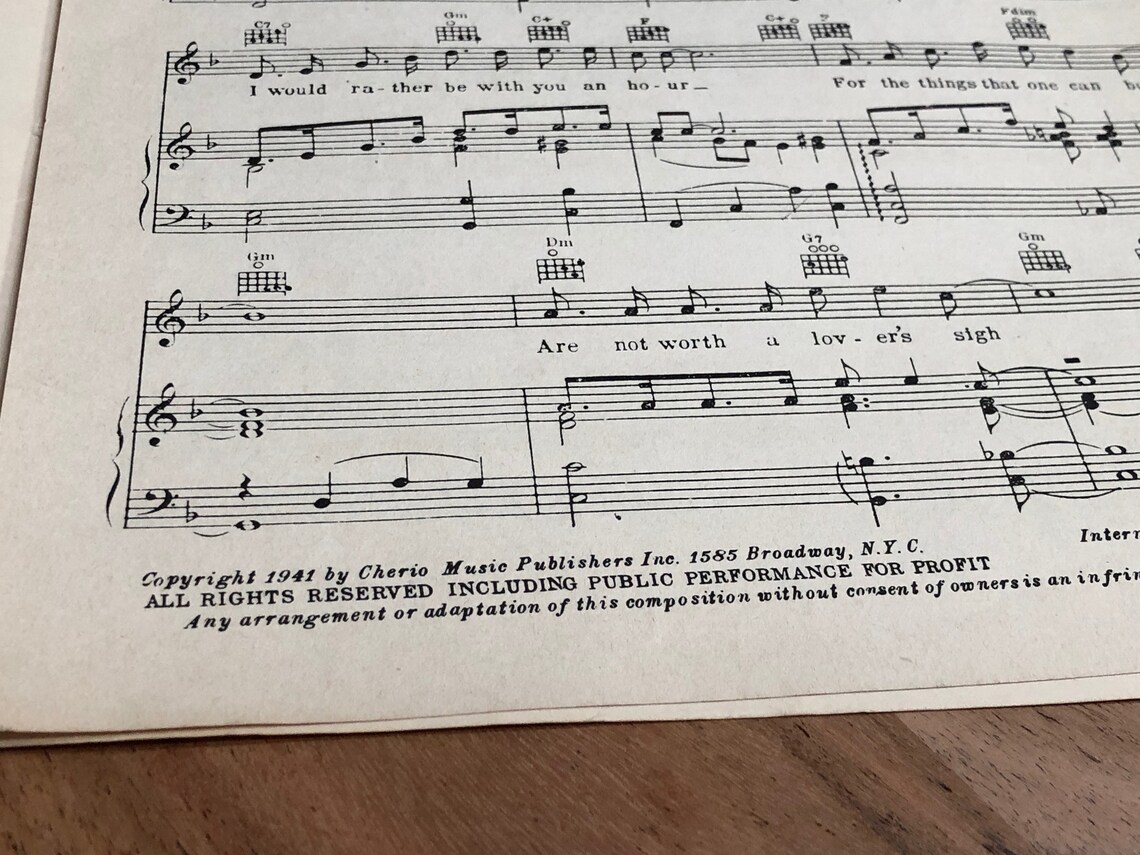 C7 Gm C+ F C+ Fdim
I would ra-ther be with you an ho-ur_ For the things that one can
Gm Dm G7 Gm
Are not worth a lov-er's sigh
Copyright 1941 by Cherio Music Publishers Inc. 1585 Broadway, N.Y.C.
ALL RIGHTS RESERVED INCLUDING PUBLIC PERFORMANCE FOR PROFIT
Any arrangement or adaptation of this composition without consent of owners is an